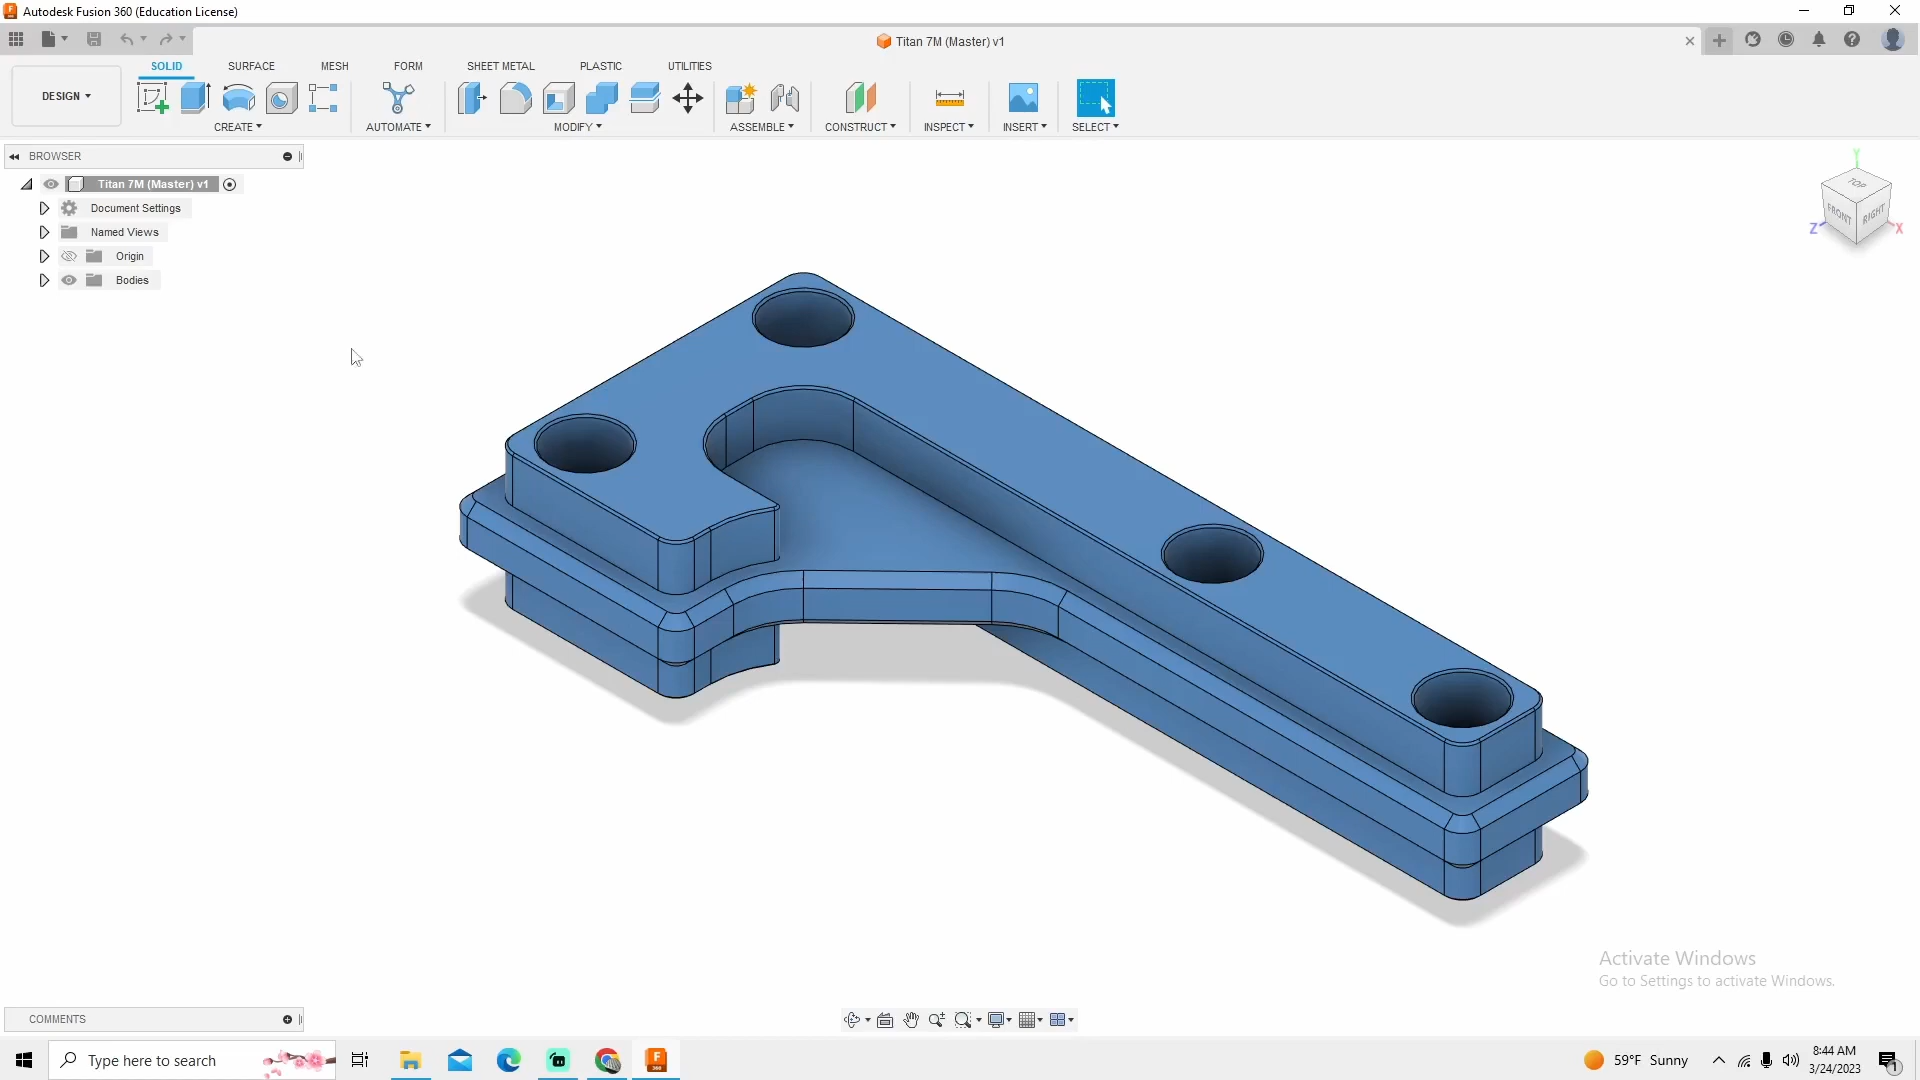 Autodesk Fusion 360 (Education License)
Titan 7M (Master) v1
SOLID SURFACE MESH FORM SHEET METAL PLASTIC UTILITIES
DESIGN
CREATE AUTOMATE MODIFY ASSEMBLE CONSTRUCT INSPECT INSERT SELECT
BROWSER
Titan 7M (Master) v1
Document Settings
Named Views
Origin
Bodies
Y
TOP
FRONT RIGHT
Z X
Activate Windows
Go to Settings to activate Windows.
COMMENTS
Type here to search
F
360
59°F Sunny
8:44 AM
3/24/2023
1